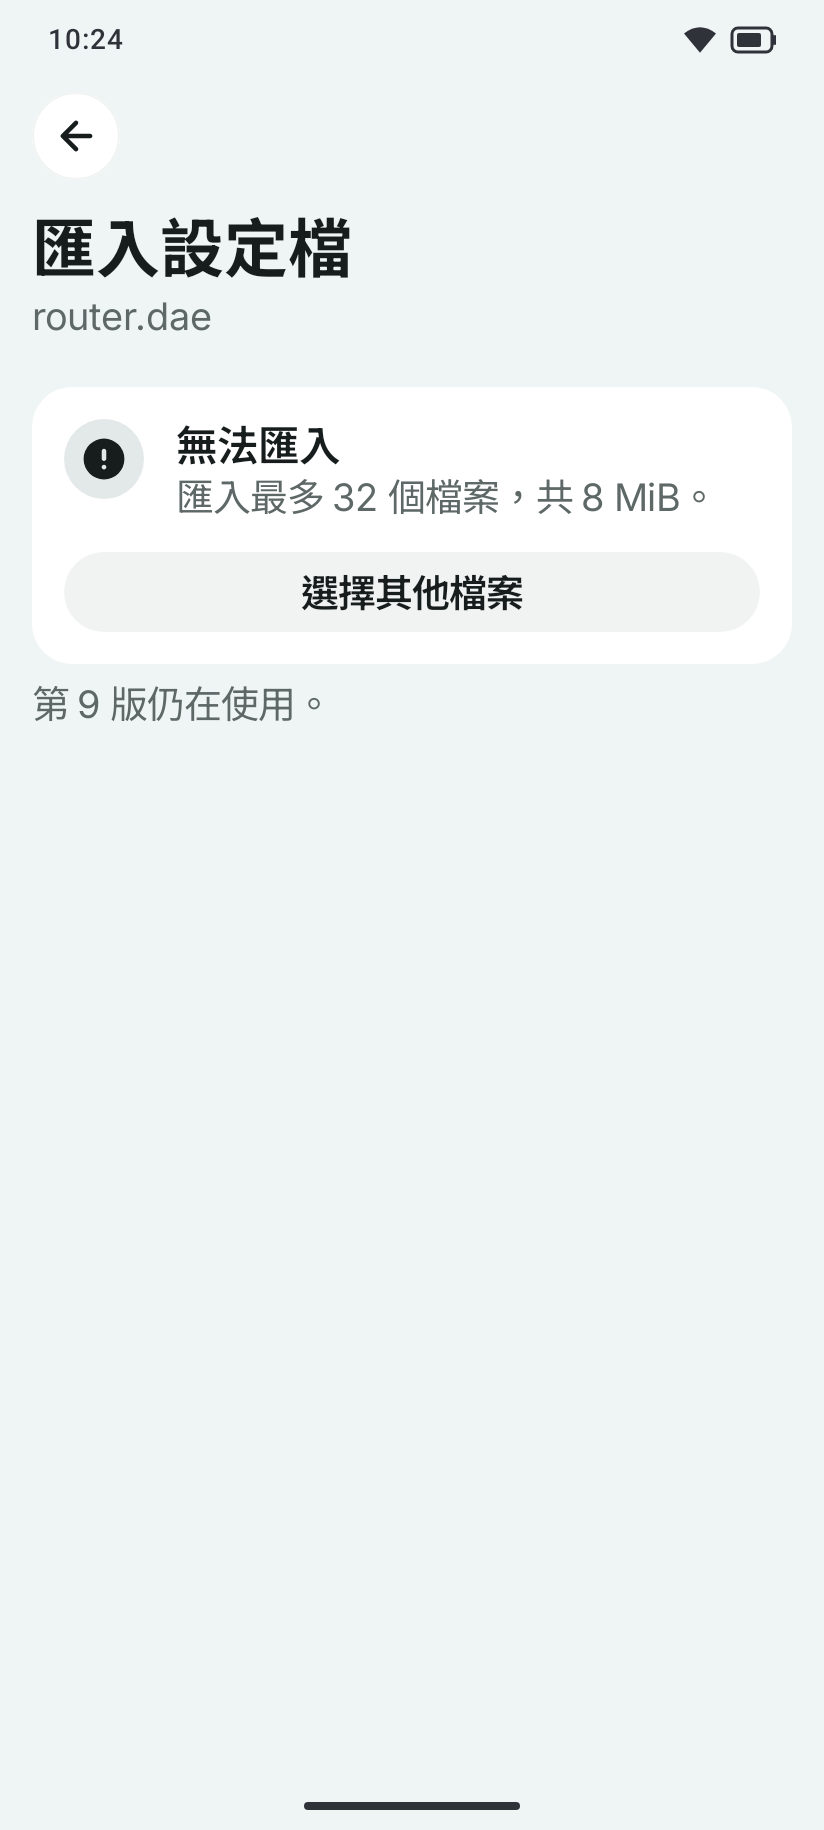 10:24
匯入設定檔
router.dae
無法匯入
匯入最多 32 個檔案，共 8 MiB。
選擇其他檔案
第 9 版仍在使用。